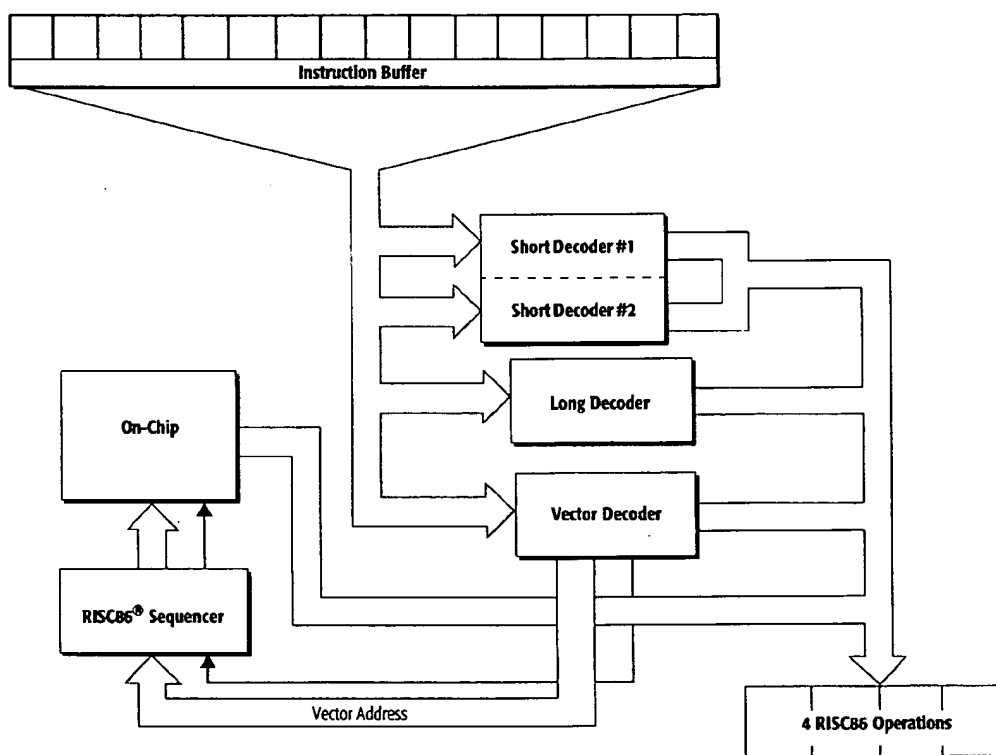 Instruction Buffer
Short Decoder #1
Short Decoder #2
Long Decoder
On-Chip
Vector Decoder
RISC86® Sequencer
Vector Address
4 RISC86 Operations